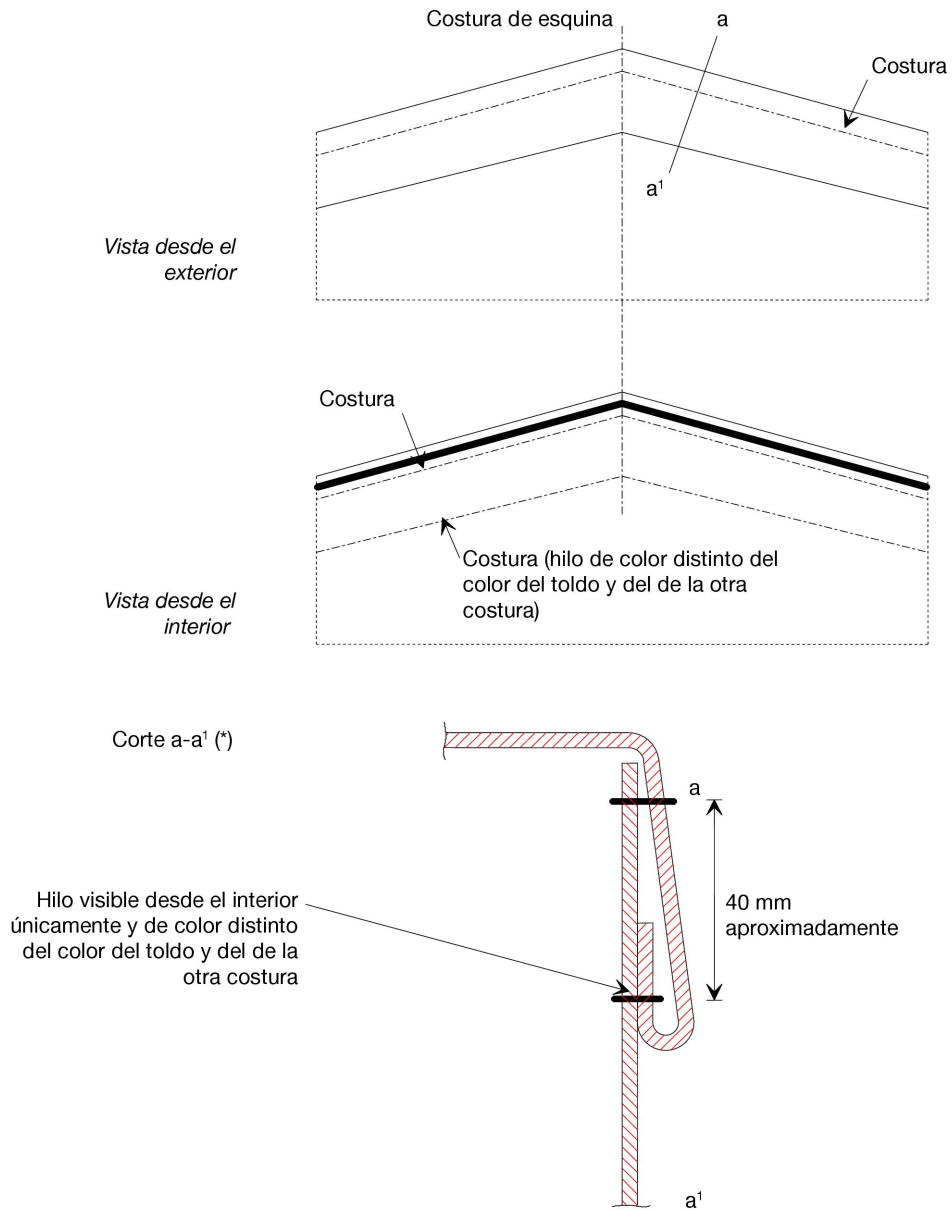 Costura de esquina
a
Costura
a¹
Vista desde el
exterior
Costura
Costura (hilo de color distinto del
color del toldo y del de la otra
costura)
Vista desde el
interior
Corte a-a¹ (*)
a
Hilo visible desde el interior
únicamente y de color distinto
del color del toldo y del de la
otra costura
40 mm
aproximadamente
a¹